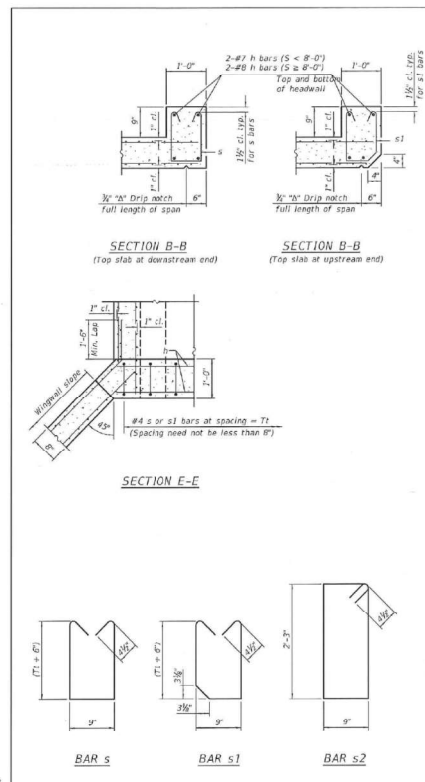 2-#7 h bars (S < 8'-0")
2-#8 h bars (S ≥ 8'-0")
Top and bottom
of headwall
1'-0"
9"
1" cl.
1" cl.
1½" cl. typ.
for s bars
s
¾" "Δ" Drip notch
full length of span
6"
SECTION B-B
(Top slab at downstream end)
1'-0"
9"
1" cl.
1" cl.
1½" cl. typ.
for s1 bars
s1
4"
¾" "Δ" Drip notch
full length of span
6"
SECTION B-B
(Top slab at upstream end)
1" cl.
1" cl.
1'-6"
Min. Lap
h
1'-0"
Wingwall slope
8"
45°
#4 s or s1 bars at spacing = Tt
(Spacing need not be less than 8")
SECTION E-E
(Tt + 6")
4½"
9"
BAR s
(Tt + 6")
4½"
3⅛"
3⅛"
9"
BAR s1
2'-3"
4½"
9"
BAR s2